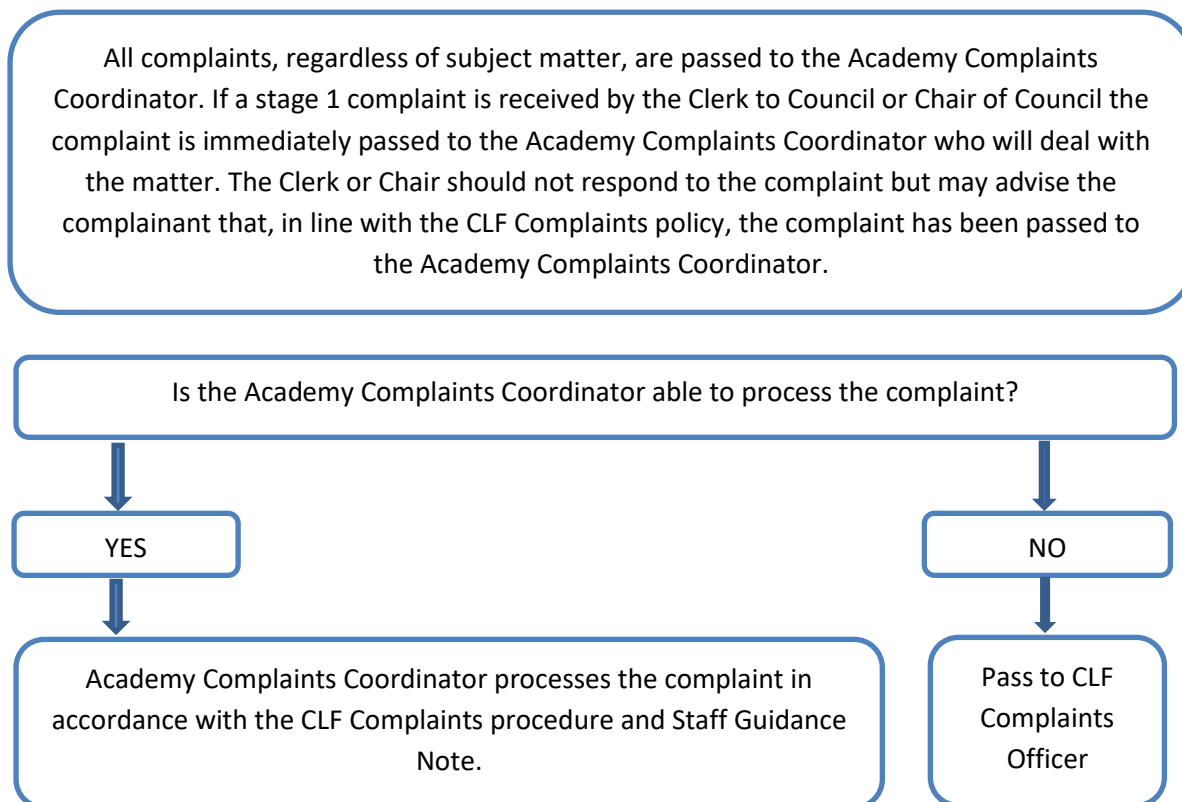 All complaints, regardless of subject matter, are passed to the Academy Complaints
Coordinator. If a stage 1 complaint is received by the Clerk to Council or Chair of Council the
complaint is immediately passed to the Academy Complaints Coordinator who will deal with
the matter. The Clerk or Chair should not respond to the complaint but may advise the
complainant that, in line with the CLF Complaints policy, the complaint has been passed to
the Academy Complaints Coordinator.
Is the Academy Complaints Coordinator able to process the complaint?
YES
NO
Academy Complaints Coordinator processes the complaint in
accordance with the CLF Complaints procedure and Staff Guidance
Note.
Pass to CLF
Complaints
Officer